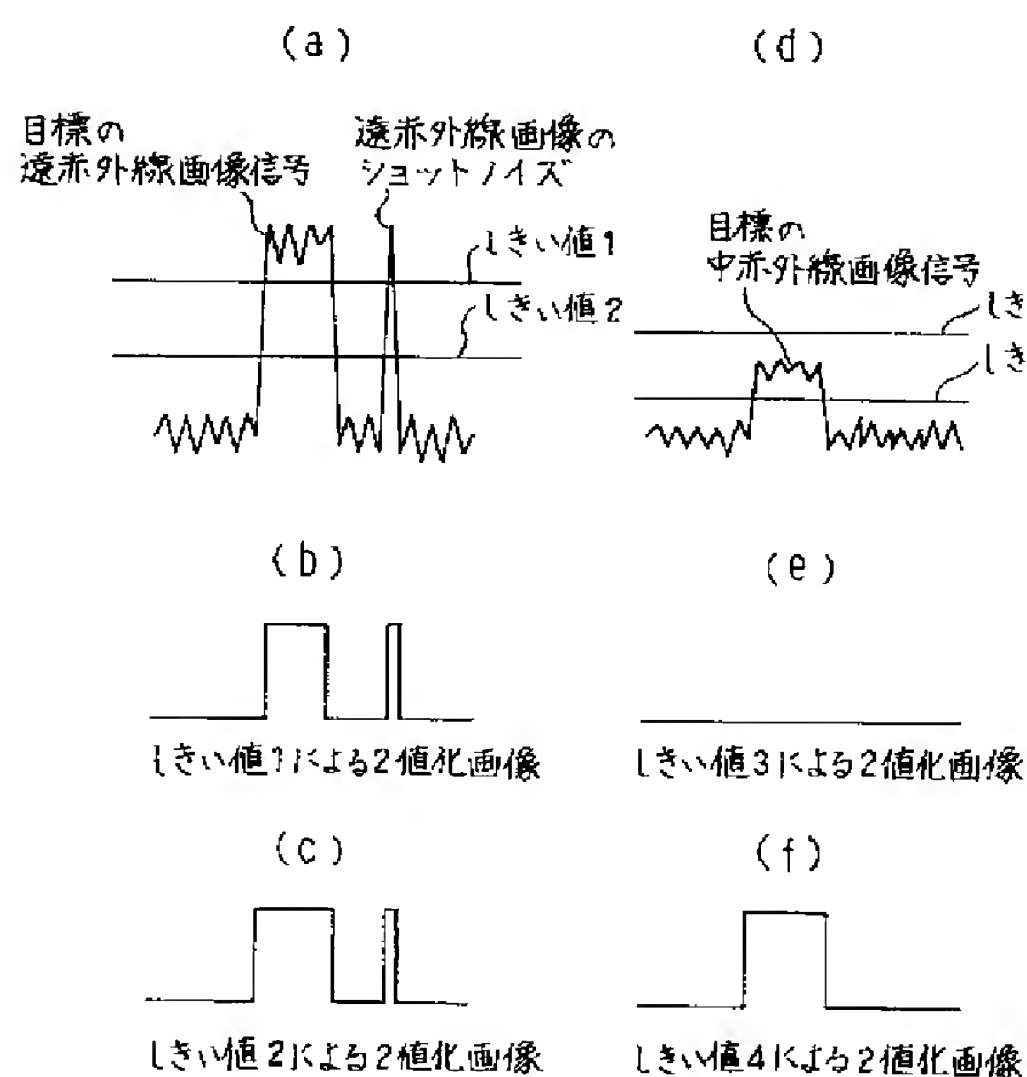 (a)
目標の
遠赤外線画像信号
遠赤外線画像の
ショットノイズ
しきい値1
しきい値2
(b)
しきい値1による2値化画像
(c)
しきい値2による2値化画像
(d)
目標の
中赤外線画像信号
しき
しき
(e)
しきい値3による2値化画像
(f)
しきい値4による2値化画像